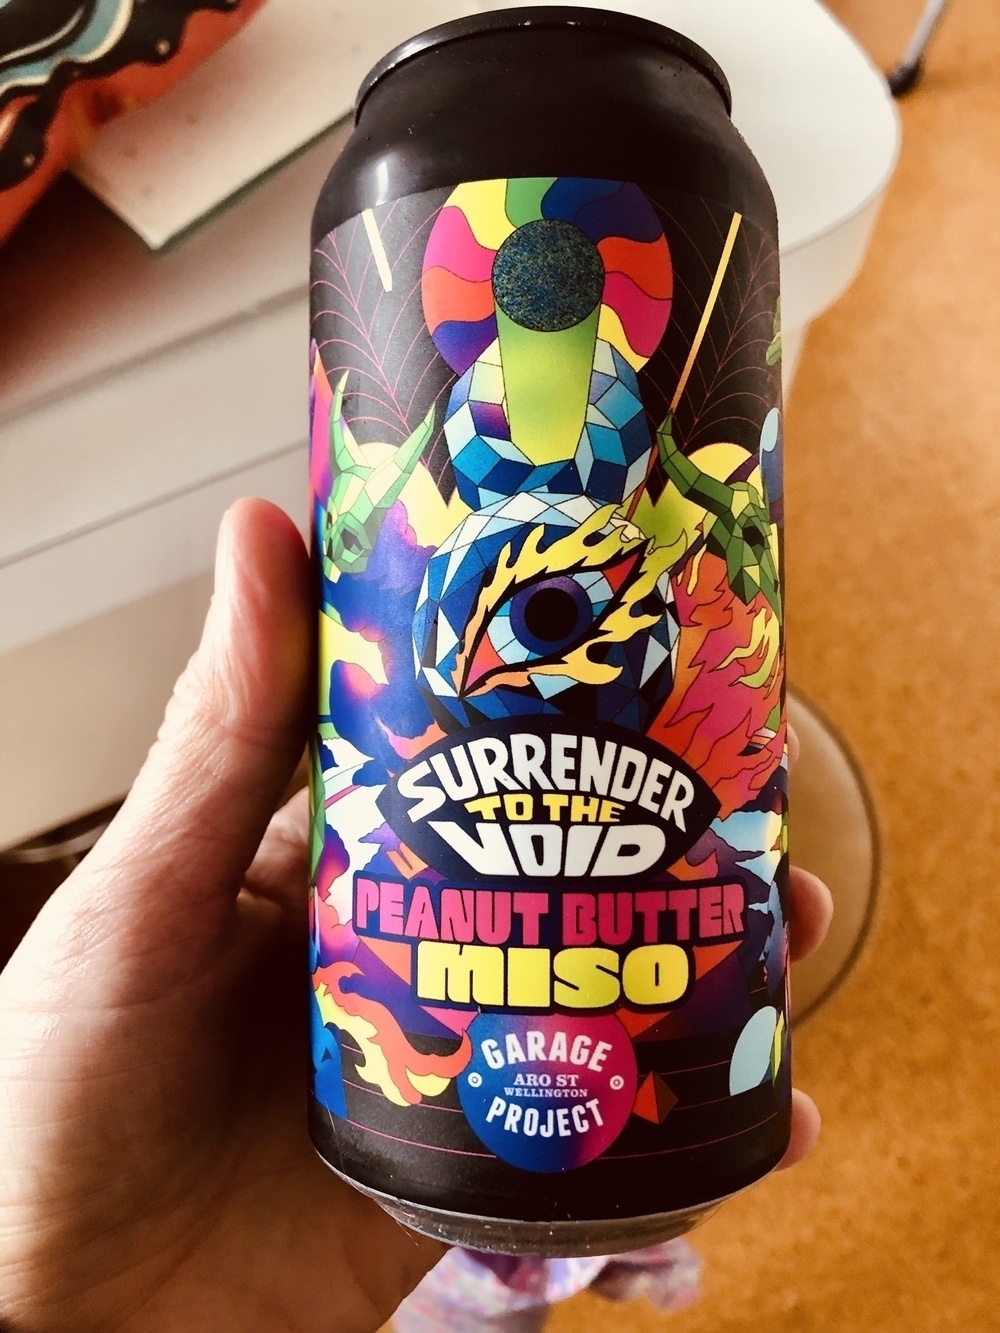 SURRENDER
TO THE
VOID
PEANUT BUTTER
MISO
GARAGE
ARO ST
WELLINGTON
PROJECT